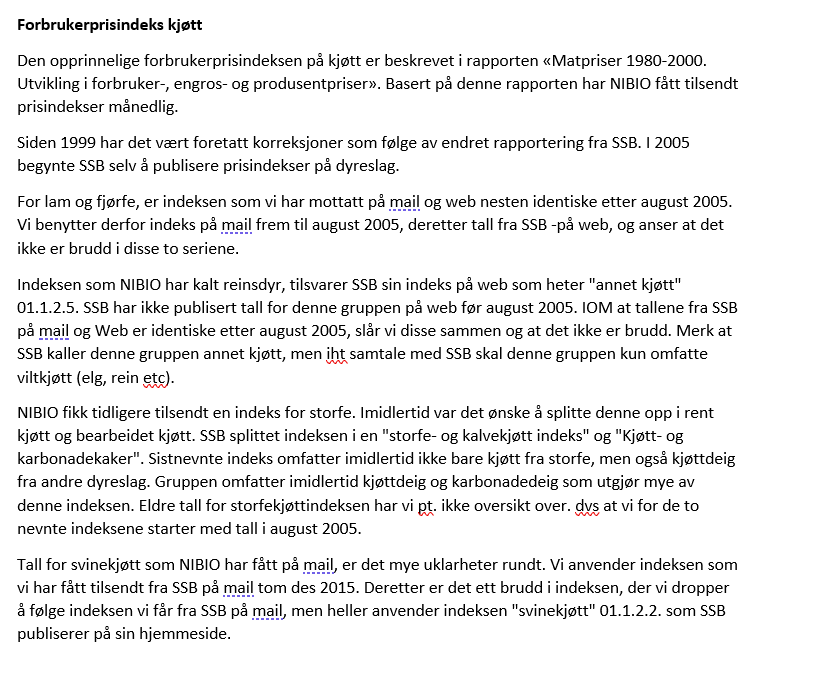 Forbrukerprisindeks kjøtt
Den opprinnelige forbrukerprisindeksen på kjøtt er beskrevet i rapporten «Matpriser 1980-2000.
Utvikling i forbruker-, engros- og produsentpriser». Basert på denne rapporten har NIBIO fått tilsendt
prisindekser månedlig.
Siden 1999 har det vært foretatt korreksjoner som følge av endret rapportering fra SSB. I 2005
begynte SSB selv å publisere prisindekser på dyreslag.
For lam og fjørfe, er indeksen som vi har mottatt på mail og web nesten identiske etter august 2005.
Vi benytter derfor indeks på mail frem til august 2005, deretter tall fra SSB -på web, og anser at det
ikke er brudd i disse to seriene.
Indeksen som NIBIO har kalt reinsdyr, tilsvarer SSB sin indeks på web som heter "annet kjøtt"
01.1.2.5. SSB har ikke publisert tall for denne gruppen på web før august 2005. IOM at tallene fra SSB
på mail og Web er identiske etter august 2005, slår vi disse sammen og at det ikke er brudd. Merk at
SSB kaller denne gruppen annet kjøtt, men iht samtale med SSB skal denne gruppen kun omfatte
viltkjøtt (elg, rein etc).
NIBIO fikk tidligere tilsendt en indeks for storfe. Imidlertid var det ønske å splitte denne opp i rent
kjøtt og bearbeidet kjøtt. SSB splittet indeksen i en "storfe- og kalvekjøtt indeks" og "Kjøtt- og
karbonadekaker". Sistnevnte indeks omfatter imidlertid ikke bare kjøtt fra storfe, men også kjøttdeig
fra andre dyreslag. Gruppen omfatter imidlertid kjøttdeig og karbonadedeig som utgjør mye av
denne indeksen. Eldre tall for storfekjøttindeksen har vi pt. ikke oversikt over. dvs at vi for de to
nevnte indeksene starter med tall i august 2005.
Tall for svinekjøtt som NIBIO har fått på mail, er det mye uklarheter rundt. Vi anvender indeksen som
vi har fått tilsendt fra SSB på mail tom des 2015. Deretter er det ett brudd i indeksen, der vi dropper
å følge indeksen vi får fra SSB på mail, men heller anvender indeksen "svinekjøtt" 01.1.2.2. som SSB
publiserer på sin hjemmeside.